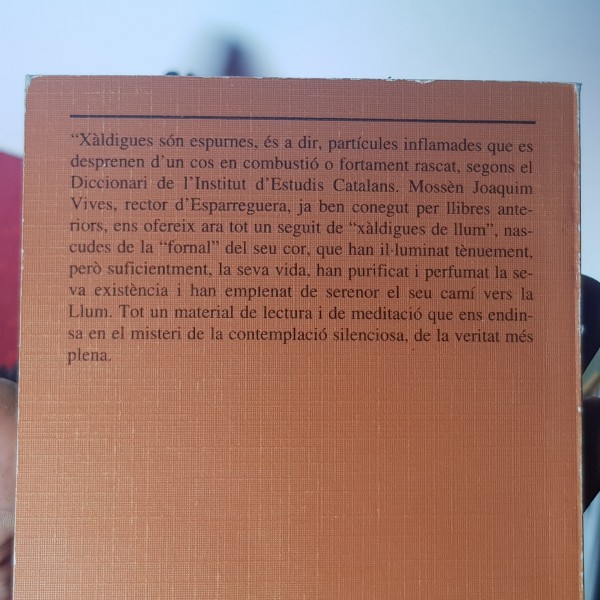 “Xàldigues són espurnes, és a dir, partícules inflamades que es
desprenen d’un cos en combustió o fortament rascat, segons el
Diccionari de l’Institut d’Estudis Catalans. Mossèn Joaquim
Vives, rector d’Esparreguera, ja ben conegut per llibres ante-
riors, ens ofereix ara tot un seguit de “xàldigues de llum”, nas-
cudes de la “fornal” del seu cor, que han il·luminat tènuement,
però suficientment, la seva vida, han purificat i perfumat la se-
va existència i han emplenat de serenor el seu camí vers la
Llum. Tot un material de lectura i de meditació que ens endin-
sa en el misteri de la contemplació silenciosa, de la veritat més
plena.